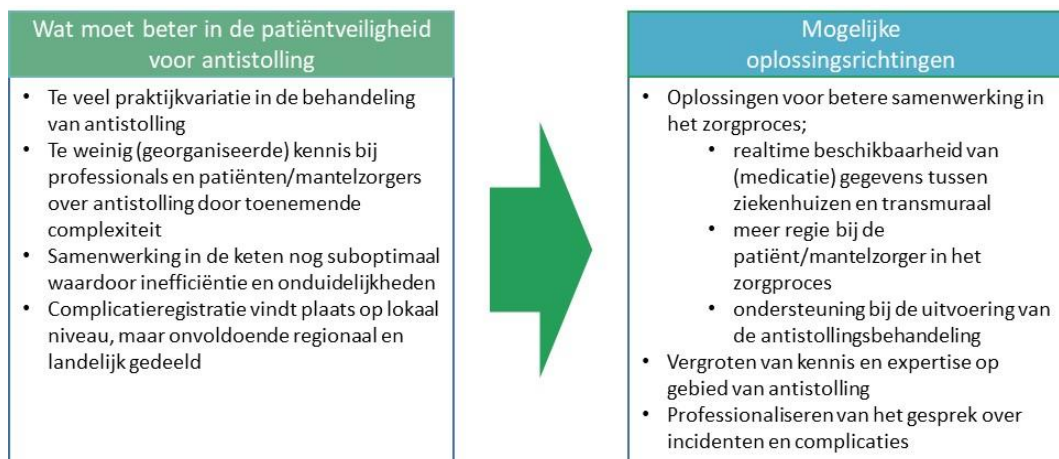 Wat moet beter in de patiëntveiligheid
voor antistolling
• Te veel praktijkvariatie in de behandeling
van antistolling
• Te weinig (georganiseerde) kennis bij
professionals en patiënten/mantelzorgers
over antistolling door toenemende
complexiteit
• Samenwerking in de keten nog suboptimaal
waardoor inefficiëntie en onduidelijkheden
• Complicatieregistratie vindt plaats op lokaal
niveau, maar onvoldoende regionaal en
landelijk gedeeld
Mogelijke
oplossingsrichtingen
• Oplossingen voor betere samenwerking in
het zorgproces;
• realtime beschikbaarheid van
(medicatie) gegevens tussen
ziekenhuizen en transmuraal
• meer regie bij de
patiënt/mantelzorger in het
zorgproces
• ondersteuning bij de uitvoering van
de antistollingsbehandeling
• Vergroten van kennis en expertise op
gebied van antistolling
• Professionaliseren van het gesprek over
incidenten en complicaties